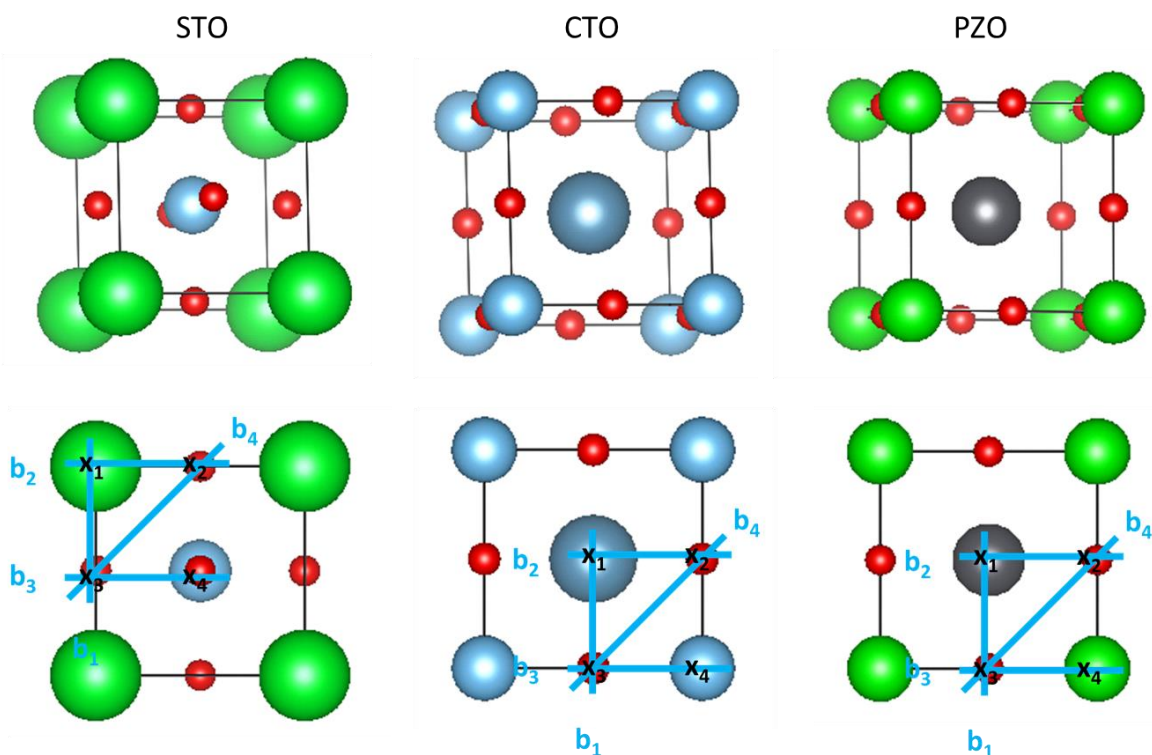 STO CTO PZO
b₄
b₂ x₁ x₂
b₃ x₃ x₄
b₁
b₄
b₂ x₁ x₂
b₃ x₃ x₄
b₁
b₄
b₂ x₁ x₂
b₃ x₃ x₄
b₁